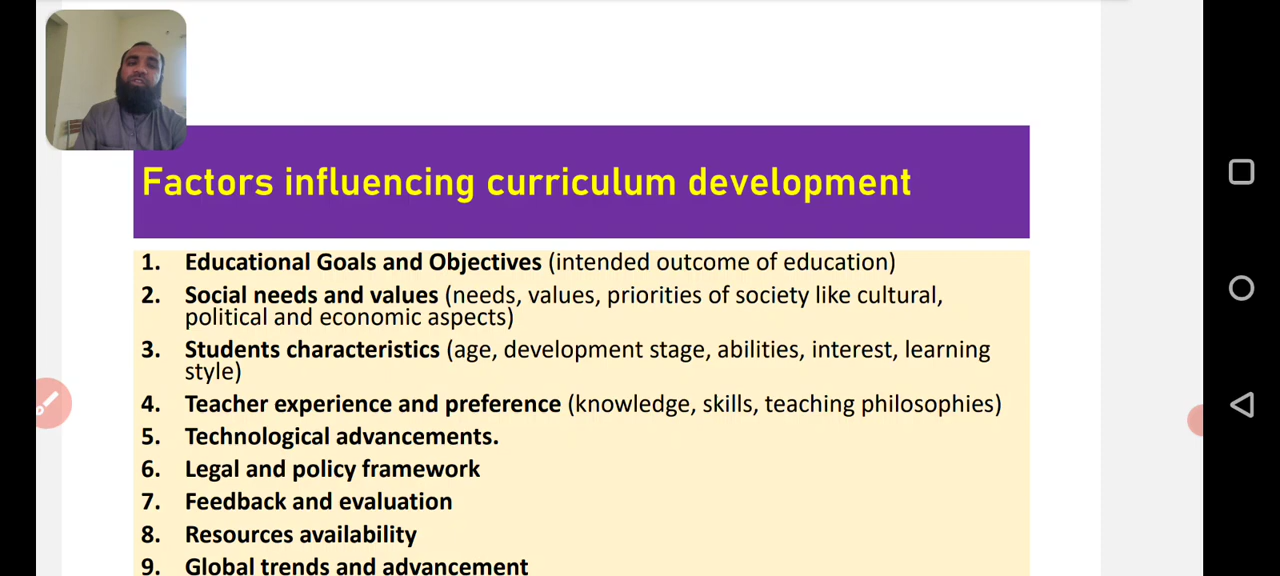 Factors influencing curriculum development
1. Educational Goals and Objectives (intended outcome of education)
2. Social needs and values (needs, values, priorities of society like cultural,
political and economic aspects)
3. Students characteristics (age, development stage, abilities, interest, learning
style)
4. Teacher experience and preference (knowledge, skills, teaching philosophies)
5. Technological advancements.
6. Legal and policy framework
7. Feedback and evaluation
8. Resources availability
9. Global trends and advancement